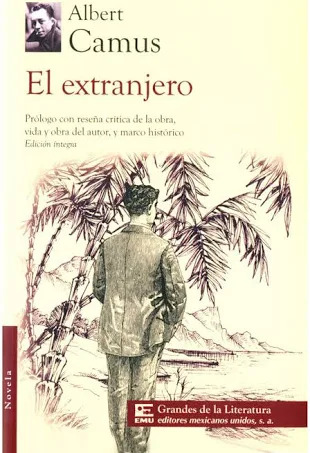 Albert
Camus
El extranjero
Prólogo con reseña crítica de la obra,
vida y obra del autor, y marco histórico
Edición íntegra
Novela
EMU
Grandes de la Literatura
editores mexicanos unidos, s. a.